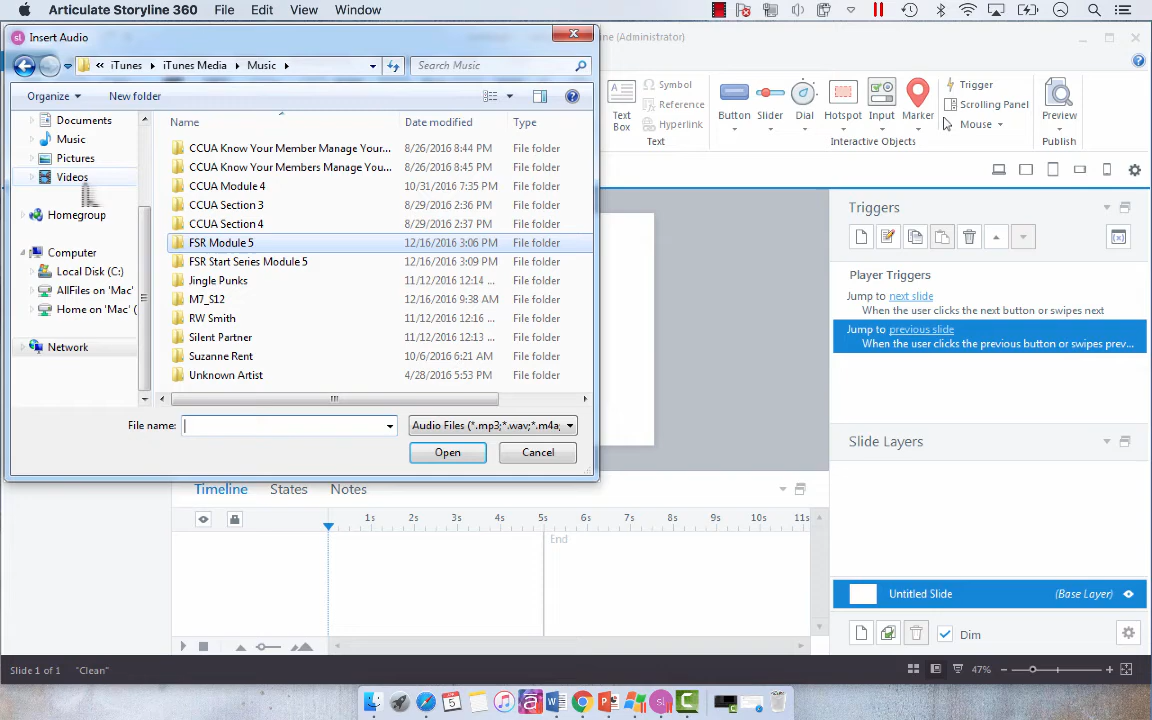 Articulate Storyline 360 File Edit View Window
Insert Audio
ine (Administrator)
« iTunes iTunes Media Music Search Music
Organize New folder
Name Date modified Type
Documents
Music
Pictures
Videos
Homegroup
Computer
Local Disk (C:)
AllFiles on 'Mac'
Home on 'Mac' (
Network
CCUA Know Your Member Manage Your... 8/26/2016 8:44 PM File folder
CCUA Know Your Members Manage You... 8/26/2016 8:45 PM File folder
CCUA Module 4 10/31/2016 7:35 PM File folder
CCUA Section 3 8/29/2016 2:36 PM File folder
CCUA Section 4 8/29/2016 2:37 PM File folder
FSR Module 5 12/16/2016 3:06 PM File folder
FSR Start Series Module 5 12/16/2016 3:09 PM File folder
Jingle Punks 11/12/2016 12:14 ... File folder
M7_S12 12/16/2016 9:38 AM File folder
RW Smith 11/12/2016 12:16 ... File folder
Silent Partner 11/12/2016 12:13 ... File folder
Suzanne Rent 10/6/2016 6:21 AM File folder
Unknown Artist 4/28/2016 5:53 PM File folder
File name: Audio Files (*.mp3;*.wav;*.m4a;
Open Cancel
Text Box
Symbol
Reference
Hyperlink
Text
Button Slider Dial Hotspot Input Marker
Trigger
Scrolling Panel
Mouse
Interactive Objects
Preview
Publish
Triggers
Player Triggers
Jump to next slide
When the user clicks the next button or swipes next
Jump to previous slide
When the user clicks the previous button or swipes prev...
Slide Layers
Untitled Slide (Base Layer)
Dim
Timeline States Notes
1s 2s 3s 4s 5s 6s 7s 8s 9s 10s 11s
End
Slide 1 of 1 "Clean" 47%
5